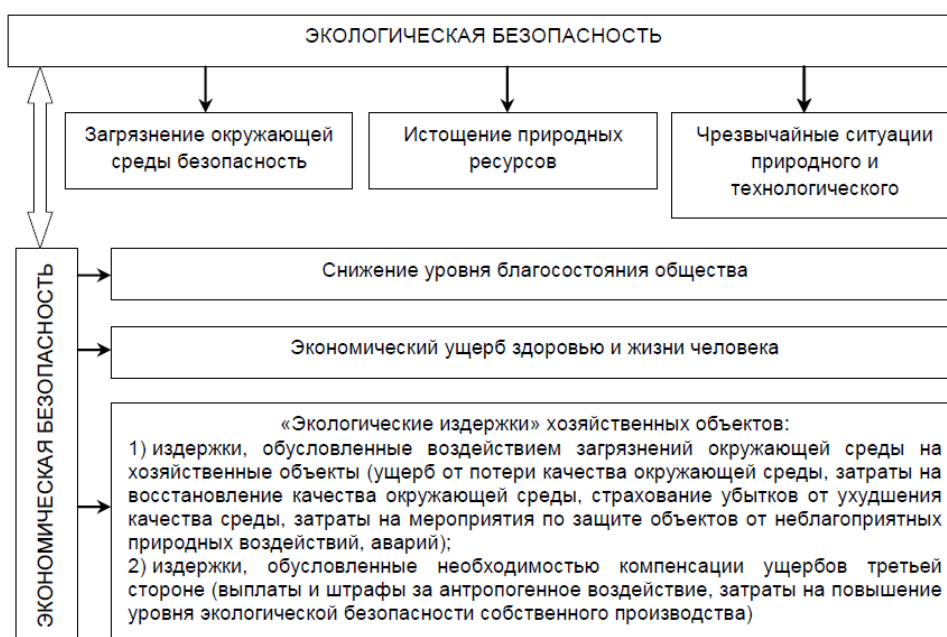 ЭКОЛОГИЧЕСКАЯ БЕЗОПАСНОСТЬ
Загрязнение окружающей
среды безопасность
Истощение природных
ресурсов
Чрезвычайные ситуации
природного и
технологического
ЭКОНОМИЧЕСКАЯ БЕЗОПАСНОСТЬ
Снижение уровня благосостояния общества
Экономический ущерб здоровью и жизни человека
«Экологические издержки» хозяйственных объектов:
1) издержки, обусловленные воздействием загрязнений окружающей среды на
хозяйственные объекты (ущерб от потери качества окружающей среды, затраты на
восстановление качества окружающей среды, страхование убытков от ухудшения
качества среды, затраты на мероприятия по защите объектов от неблагоприятных
природных воздействий, аварий);
2) издержки, обусловленные необходимостью компенсации ущербов третьей
стороне (выплаты и штрафы за антропогенное воздействие, затраты на повышение
уровня экологической безопасности собственного производства)